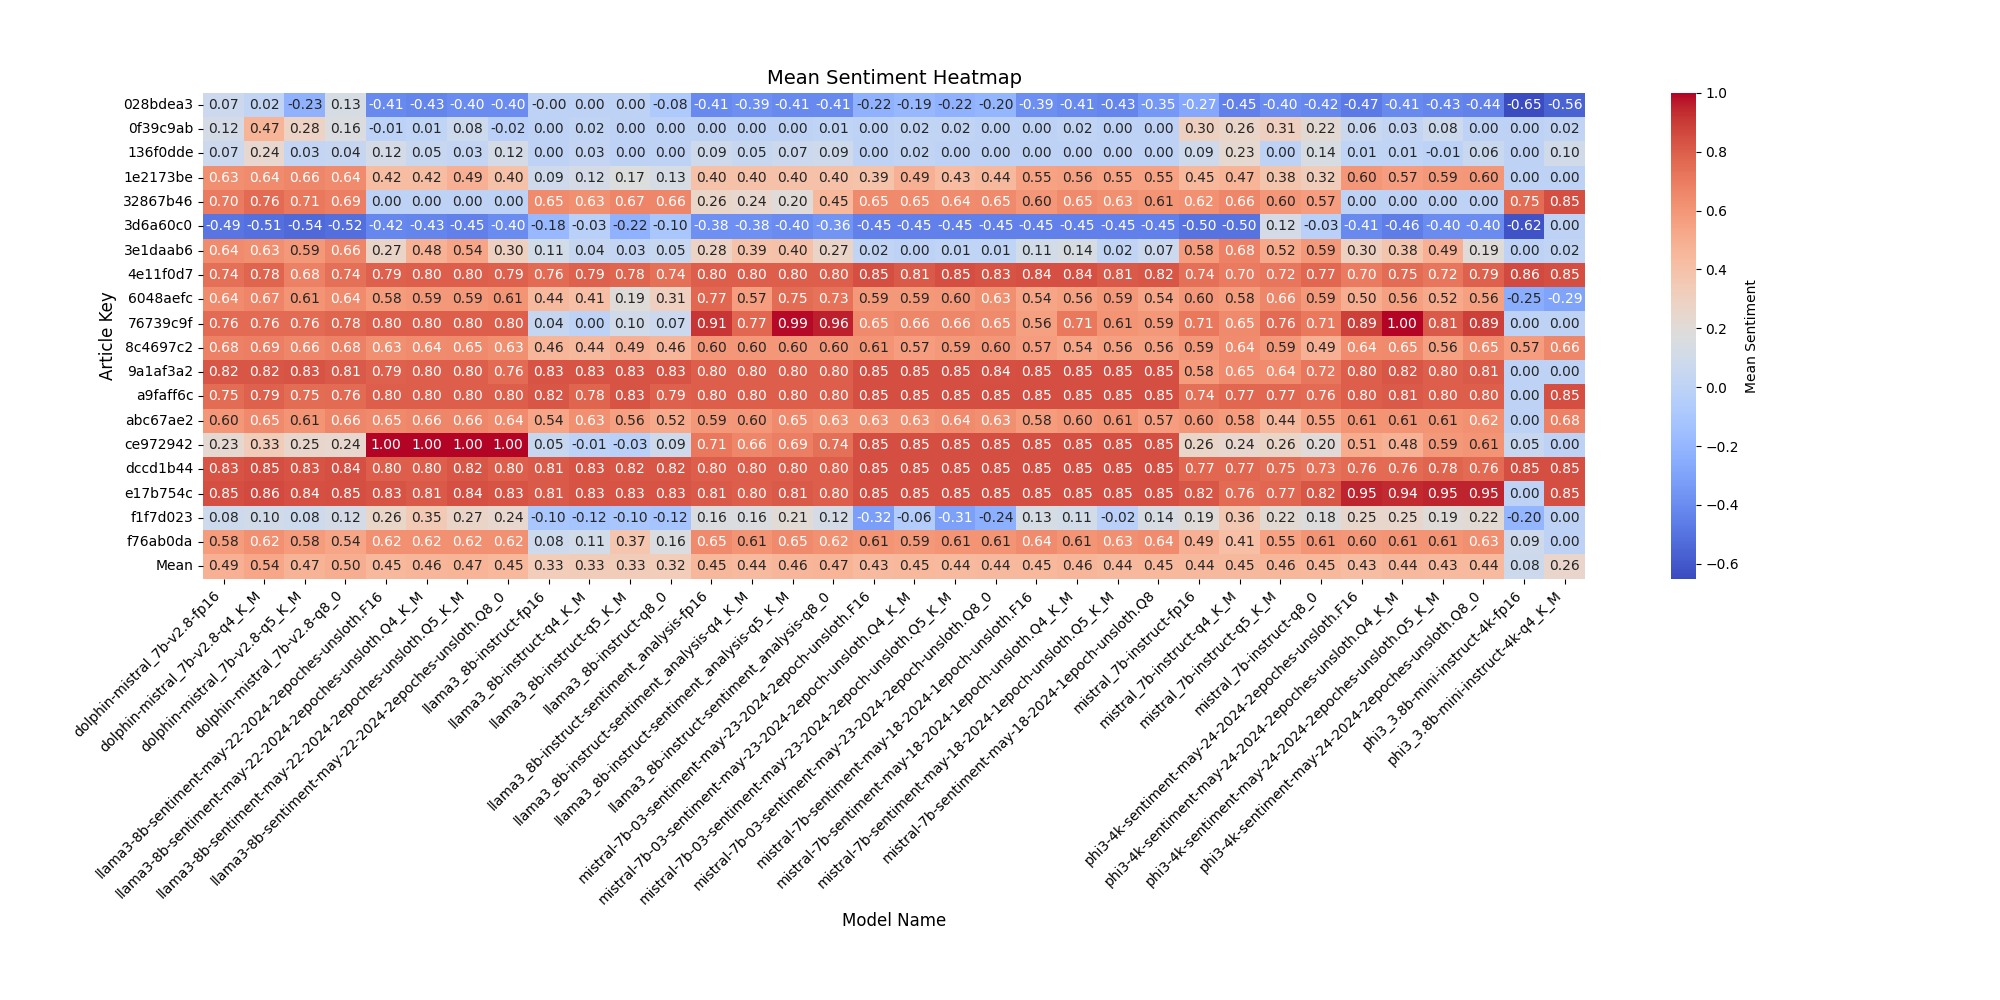 Mean Sentiment Heatmap
028bdea3 0.07 0.02 -0.23 0.13 -0.41 -0.43 -0.40 -0.40 -0.00 0.00 0.00 -0.08 -0.41 -0.39 -0.41 -0.41 -0.22 -0.19 -0.22 -0.20 -0.39 -0.41 -0.43 -0.35 -0.27 -0.45 -0.40 -0.42 -0.47 -0.41 -0.43 -0.44 -0.65 -0.56
0f39c9ab 0.12 0.47 0.28 0.16 -0.01 0.01 0.08 -0.02 0.00 0.02 0.00 0.00 0.00 0.00 0.00 0.01 0.00 0.02 0.02 0.00 0.00 0.02 0.00 0.00 0.30 0.26 0.31 0.22 0.06 0.03 0.08 0.00 0.00 0.02
136f0dde 0.07 0.24 0.03 0.04 0.12 0.05 0.03 0.12 0.00 0.03 0.00 0.00 0.09 0.05 0.07 0.09 0.00 0.02 0.00 0.00 0.00 0.00 0.00 0.00 0.09 0.23 0.00 0.14 0.01 0.01 -0.01 0.06 0.00 0.10
1e2173be 0.63 0.64 0.66 0.64 0.42 0.42 0.49 0.40 0.09 0.12 0.17 0.13 0.40 0.40 0.40 0.40 0.39 0.49 0.43 0.44 0.55 0.56 0.55 0.55 0.45 0.47 0.38 0.32 0.60 0.57 0.59 0.60 0.00 0.00
32867b46 0.70 0.76 0.71 0.69 0.00 0.00 0.00 0.00 0.65 0.63 0.67 0.66 0.26 0.24 0.20 0.45 0.65 0.65 0.64 0.65 0.60 0.65 0.63 0.61 0.62 0.66 0.60 0.57 0.00 0.00 0.00 0.00 0.75 0.85
3d6a60c0 -0.49 -0.51 -0.54 -0.52 -0.42 -0.43 -0.45 -0.40 -0.18 -0.03 -0.22 -0.10 -0.38 -0.38 -0.40 -0.36 -0.45 -0.45 -0.45 -0.45 -0.45 -0.45 -0.45 -0.45 -0.50 -0.50 0.12 -0.03 -0.41 -0.46 -0.40 -0.40 -0.62 0.00
3e1daab6 0.64 0.63 0.59 0.66 0.27 0.48 0.54 0.30 0.11 0.04 0.03 0.05 0.28 0.39 0.40 0.27 0.02 0.00 0.01 0.01 0.11 0.14 0.02 0.07 0.58 0.68 0.52 0.59 0.30 0.38 0.49 0.19 0.00 0.02
4e11f0d7 0.74 0.78 0.68 0.74 0.79 0.80 0.80 0.79 0.76 0.79 0.78 0.74 0.80 0.80 0.80 0.80 0.85 0.81 0.85 0.83 0.84 0.84 0.81 0.82 0.74 0.70 0.72 0.77 0.70 0.75 0.72 0.79 0.86 0.85
6048aefc 0.64 0.67 0.61 0.64 0.58 0.59 0.59 0.61 0.44 0.41 0.19 0.31 0.77 0.57 0.75 0.73 0.59 0.59 0.60 0.63 0.54 0.56 0.59 0.54 0.60 0.58 0.66 0.59 0.50 0.56 0.52 0.56 -0.25 -0.29
76739c9f 0.76 0.76 0.76 0.78 0.80 0.80 0.80 0.80 0.04 0.00 0.10 0.07 0.91 0.77 0.99 0.96 0.65 0.66 0.66 0.65 0.56 0.71 0.61 0.59 0.71 0.65 0.76 0.71 0.89 1.00 0.81 0.89 0.00 0.00
8c4697c2 0.68 0.69 0.66 0.68 0.63 0.64 0.65 0.63 0.46 0.44 0.49 0.46 0.60 0.60 0.60 0.60 0.61 0.57 0.59 0.60 0.57 0.54 0.56 0.56 0.59 0.64 0.59 0.49 0.64 0.65 0.56 0.65 0.57 0.66
9a1af3a2 0.82 0.82 0.83 0.81 0.79 0.80 0.80 0.76 0.83 0.83 0.83 0.83 0.80 0.80 0.80 0.80 0.85 0.85 0.85 0.84 0.85 0.85 0.85 0.85 0.58 0.65 0.64 0.72 0.80 0.82 0.80 0.81 0.00 0.00
a9faff6c 0.75 0.79 0.75 0.76 0.80 0.80 0.80 0.80 0.82 0.78 0.83 0.79 0.80 0.80 0.80 0.80 0.85 0.85 0.85 0.85 0.85 0.85 0.85 0.85 0.74 0.77 0.77 0.76 0.80 0.81 0.80 0.80 0.00 0.85
abc67ae2 0.60 0.65 0.61 0.66 0.65 0.66 0.66 0.64 0.54 0.63 0.56 0.52 0.59 0.60 0.65 0.63 0.63 0.63 0.64 0.63 0.58 0.60 0.61 0.57 0.60 0.58 0.44 0.55 0.61 0.61 0.61 0.62 0.00 0.68
ce972942 0.23 0.33 0.25 0.24 1.00 1.00 1.00 1.00 0.05 -0.01 -0.03 0.09 0.71 0.66 0.69 0.74 0.85 0.85 0.85 0.85 0.85 0.85 0.85 0.85 0.26 0.24 0.26 0.20 0.51 0.48 0.59 0.61 0.05 0.00
dccd1b44 0.83 0.85 0.83 0.84 0.80 0.80 0.82 0.80 0.81 0.83 0.82 0.82 0.80 0.80 0.80 0.80 0.85 0.85 0.85 0.85 0.85 0.85 0.85 0.85 0.77 0.77 0.75 0.73 0.76 0.76 0.78 0.76 0.85 0.85
e17b754c 0.85 0.86 0.84 0.85 0.83 0.81 0.84 0.83 0.81 0.83 0.83 0.83 0.81 0.80 0.81 0.80 0.85 0.85 0.85 0.85 0.85 0.85 0.85 0.85 0.82 0.76 0.77 0.82 0.95 0.94 0.95 0.95 0.00 0.85
f1f7d023 0.08 0.10 0.08 0.12 0.26 0.35 0.27 0.24 -0.10 -0.12 -0.10 -0.12 0.16 0.16 0.21 0.12 -0.32 -0.06 -0.31 -0.24 0.13 0.11 -0.02 0.14 0.19 0.36 0.22 0.18 0.25 0.25 0.19 0.22 -0.20 0.00
f76ab0da 0.58 0.62 0.58 0.54 0.62 0.62 0.62 0.62 0.08 0.11 0.37 0.16 0.65 0.61 0.65 0.62 0.61 0.59 0.61 0.61 0.64 0.61 0.63 0.64 0.49 0.41 0.55 0.61 0.60 0.61 0.61 0.63 0.09 0.00
Mean 0.49 0.54 0.47 0.50 0.45 0.46 0.47 0.45 0.33 0.33 0.33 0.32 0.45 0.44 0.46 0.47 0.43 0.45 0.44 0.44 0.45 0.46 0.44 0.45 0.44 0.45 0.46 0.45 0.43 0.44 0.43 0.44 0.08 0.26
Article Key
dolphin-mistral_7b-v2.8-fp16
dolphin-mistral_7b-v2.8-q4_K_M
dolphin-mistral_7b-v2.8-q5_K_M
dolphin-mistral_7b-v2.8-q8_0
llama3-8b-sentiment-may-22-2024-2epoches-unsloth.F16
llama3-8b-sentiment-may-22-2024-2epoches-unsloth.Q4_K_M
llama3-8b-sentiment-may-22-2024-2epoches-unsloth.Q5_K_M
llama3-8b-sentiment-may-22-2024-2epoches-unsloth.Q8_0
llama3_8b-instruct-fp16
llama3_8b-instruct-q4_K_M
llama3_8b-instruct-q5_K_M
llama3_8b-instruct-q8_0
llama3_8b-instruct-sentiment_analysis-fp16
llama3_8b-instruct-sentiment_analysis-q4_K_M
llama3_8b-instruct-sentiment_analysis-q5_K_M
llama3_8b-instruct-sentiment_analysis-q8_0
mistral-7b-03-sentiment-may-23-2024-2epoch-unsloth.F16
mistral-7b-03-sentiment-may-23-2024-2epoch-unsloth.Q4_K_M
mistral-7b-03-sentiment-may-23-2024-2epoch-unsloth.Q5_K_M
mistral-7b-03-sentiment-may-23-2024-2epoch-unsloth.Q8_0
mistral-7b-sentiment-may-18-2024-1epoch-unsloth.F16
mistral-7b-sentiment-may-18-2024-1epoch-unsloth.Q4_K_M
mistral-7b-sentiment-may-18-2024-1epoch-unsloth.Q5_K_M
mistral-7b-sentiment-may-18-2024-1epoch-unsloth.Q8
mistral_7b-instruct-fp16
mistral_7b-instruct-q4_K_M
mistral_7b-instruct-q5_K_M
mistral_7b-instruct-q8_0
phi3-4k-sentiment-may-24-2024-2epoches-unsloth.F16
phi3-4k-sentiment-may-24-2024-2epoches-unsloth.Q4_K_M
phi3-4k-sentiment-may-24-2024-2epoches-unsloth.Q5_K_M
phi3-4k-sentiment-may-24-2024-2epoches-unsloth.Q8_0
phi3_3.8b-mini-instruct-4k-fp16
phi3_3.8b-mini-instruct-4k-q4_K_M
Model Name
1.0
0.8
0.6
0.4
0.2
0.0
−0.2
−0.4
−0.6
Mean Sentiment